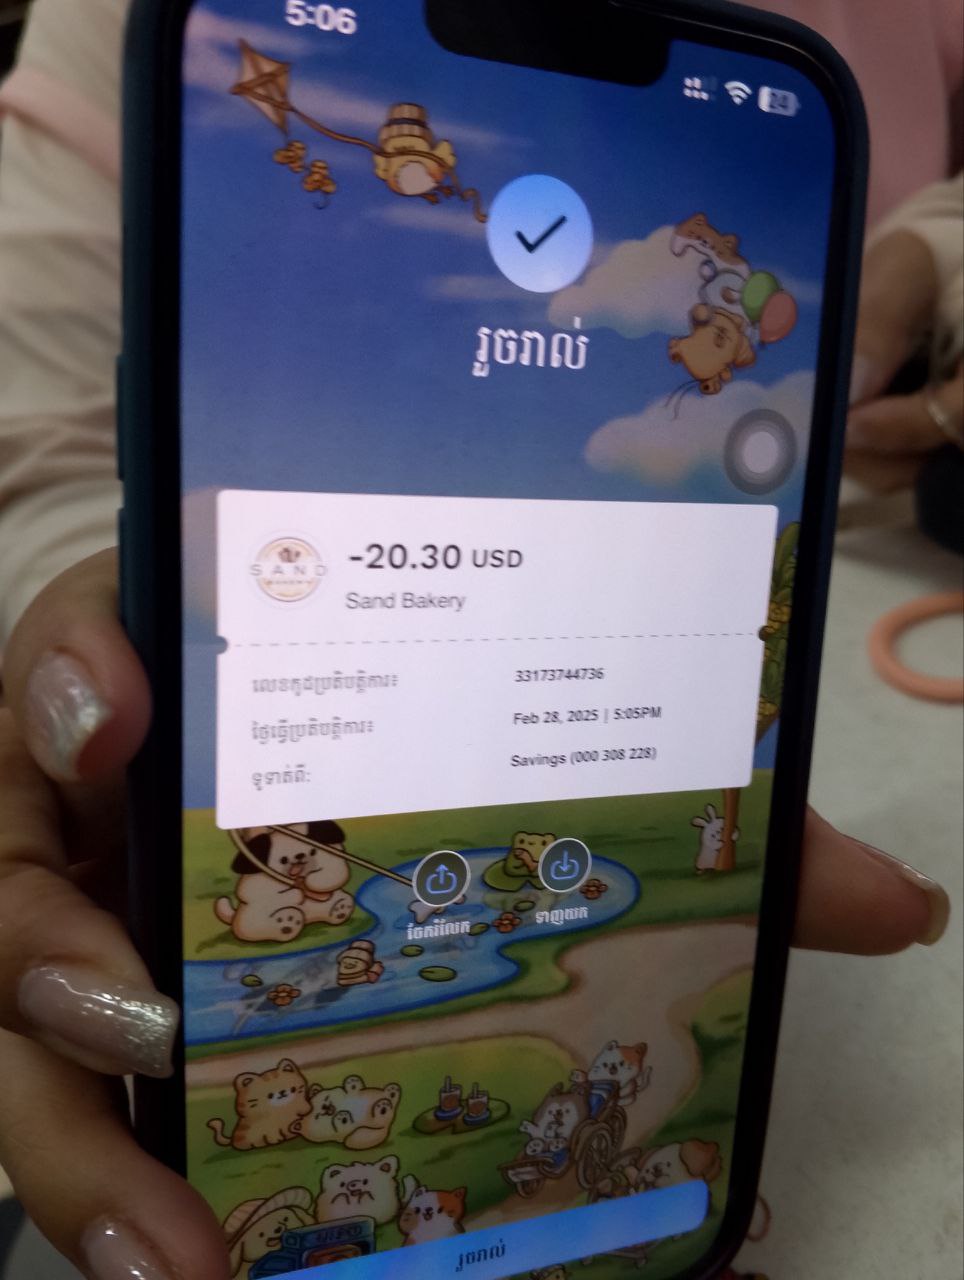 5:06
24
រួចរាល់
SAND
BAKERY
-20.30 USD
Sand Bakery
លេខកូដប្រតិបត្តិការ៖ 33173744736
ថ្ងៃធ្វើប្រតិបត្តិការ៖ Feb 28, 2025 | 5:05PM
ទូទាត់ពី: Savings (000 308 228)
ចែករំលែក ទាញយក
រួចរាល់